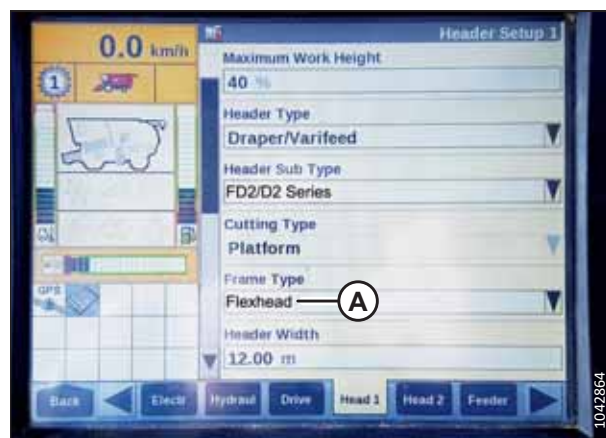 0.0 km/h
Header Setup 1
1
Maximum Work Height
40 %
Header Type
Draper/Varifeed
Header Sub Type
FD2/D2 Series
Cutting Type
Platform
Frame Type
Flexhead
A
Header Width
12.00 m
GPS
Back
Electr
Hydraul
Drive
Head 1
Head 2
Feeder
1042864